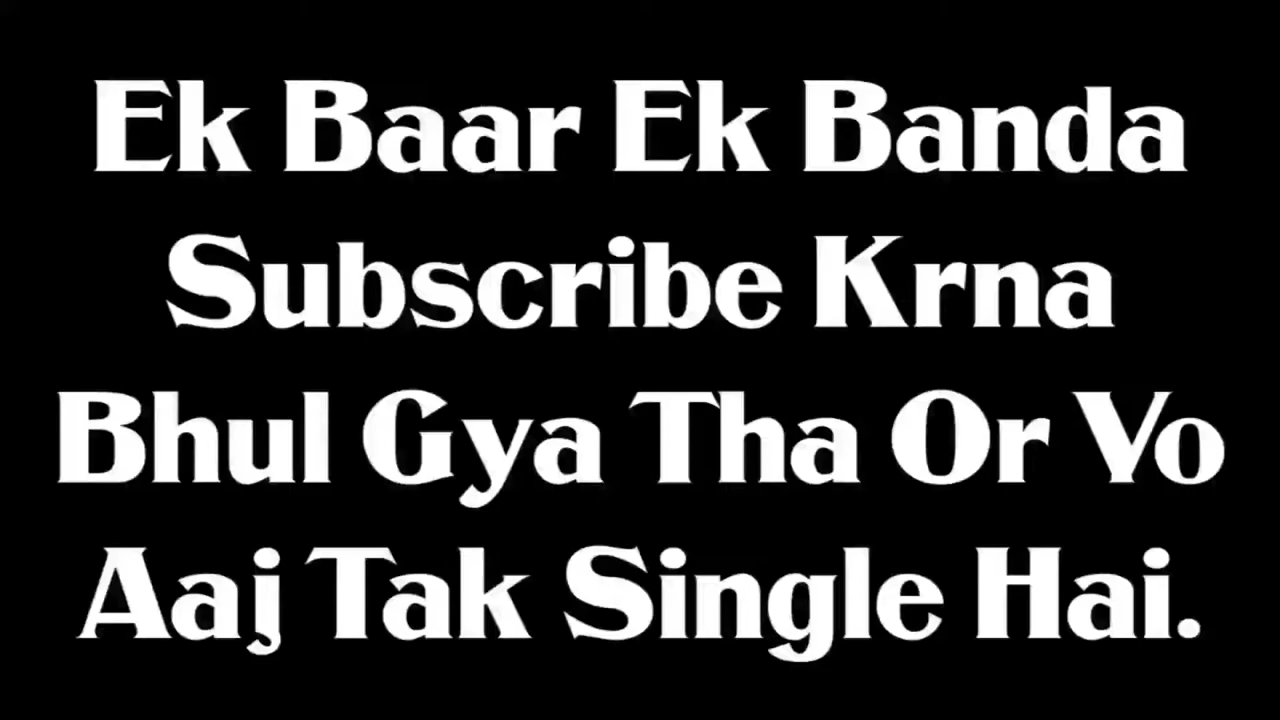 Ek Baar Ek Banda
Subscribe Krna
Bhul Gya Tha Or Vo
Aaj Tak Single Hai.